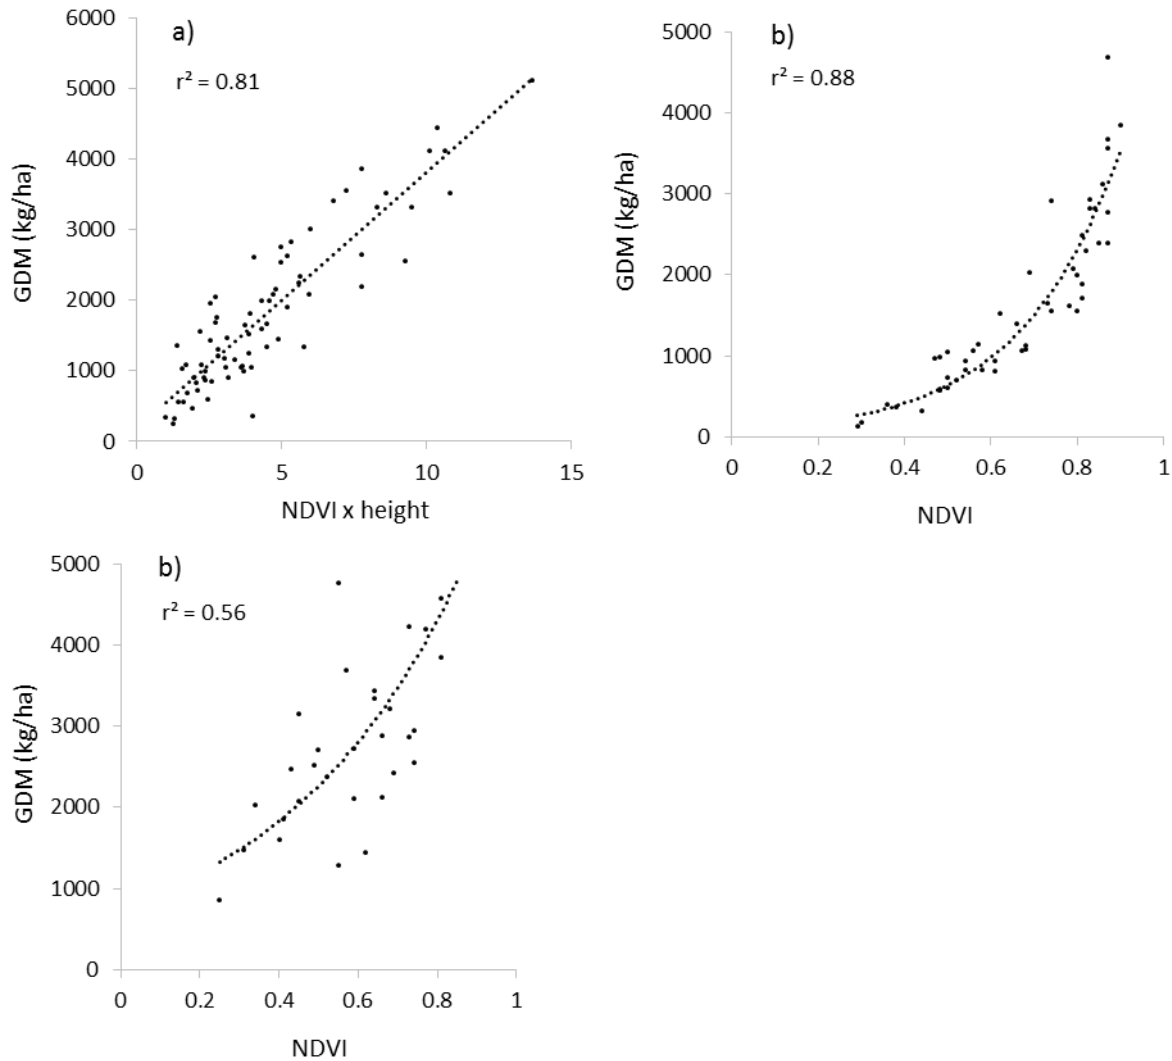 a)
r² = 0.81
GDM (kg/ha)
6000
5000
4000
3000
2000
1000
0
0 5 10 15
NDVI x height
b)
r² = 0.88
GDM (kg/ha)
5000
4000
3000
2000
1000
0
0 0.2 0.4 0.6 0.8 1
NDVI
b)
r² = 0.56
GDM (kg/ha)
5000
4000
3000
2000
1000
0
0 0.2 0.4 0.6 0.8 1
NDVI